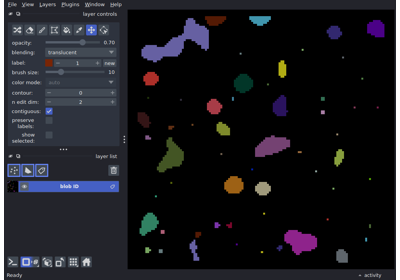 File View Layers Plugins Window Help
layer controls
opacity: 0.70
blending: translucent
label: 1 new
brush size: 10
color mode: auto
contour: 0
n edit dim: 2
contiguous:
preserve
labels:
show
selected:
layer list
blob ID
Ready
activity